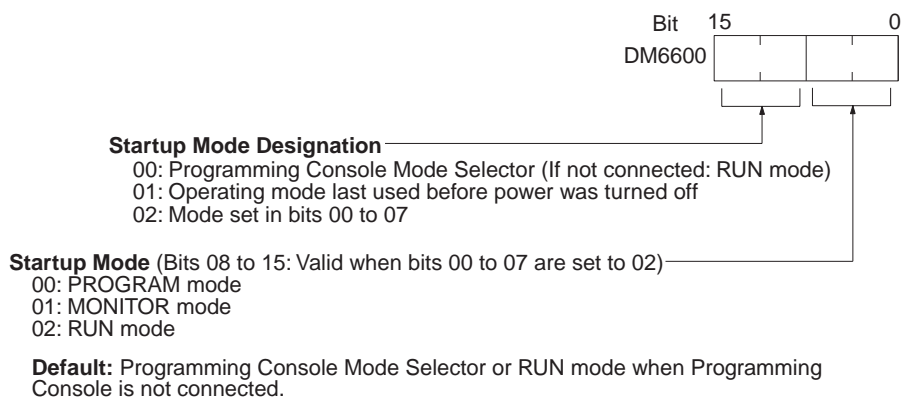 Bit 15 0
DM6600
Startup Mode Designation
00: Programming Console Mode Selector (If not connected: RUN mode)
01: Operating mode last used before power was turned off
02: Mode set in bits 00 to 07
Startup Mode (Bits 08 to 15: Valid when bits 00 to 07 are set to 02)
00: PROGRAM mode
01: MONITOR mode
02: RUN mode
Default: Programming Console Mode Selector or RUN mode when Programming
Console is not connected.